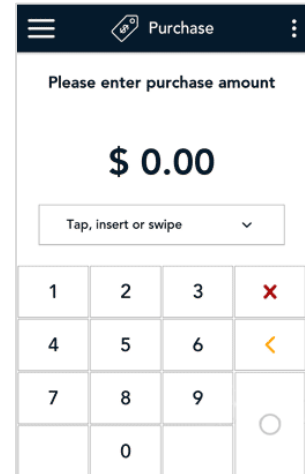 Purchase
Please enter purchase amount
$ 0.00
Tap, insert or swipe
1 2 3
4 5 6
7 8 9
0